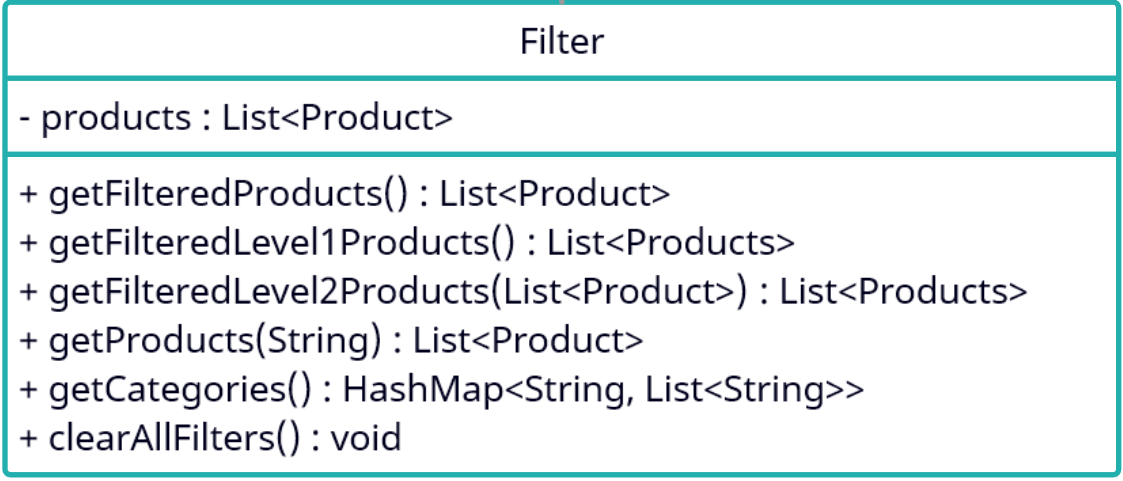 Filter
- products : List<Product>
+ getFilteredProducts() : List<Product>
+ getFilteredLevel1Products() : List<Products>
+ getFilteredLevel2Products(List<Product>) : List<Products>
+ getProducts(String) : List<Product>
+ getCategories() : HashMap<String, List<String>>
+ clearAllFilters() : void